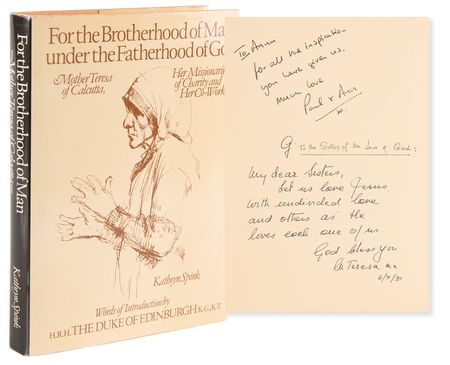 For the Brotherhood of Man
For the Brotherhood of Ma
under the Fatherhood of Go
Mother Teresa
of Calcutta,
Her Missionari
of Charity and
Her Co-Work
Kathryn Spink
Kathryn Spink
Words of Introduction by
H.R.H. THE DUKE OF EDINBURGH K.G., K.T.
To Anna
for all the inspiration
you have given us.
Much love
Paul & Ann
To the Sisters of the Love of God:
My dear Sisters,
Let us love Jesus
with undivided love
and others as He
loves each one of us.
God bless you
M Teresa mc